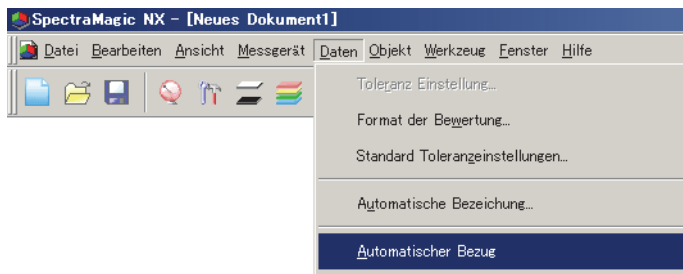 SpectraMagic NX - [Neues Dokument1]
Datei Bearbeiten Ansicht Messgerät Daten Objekt Werkzeug Fenster Hilfe
Toleranz Einstellung...
Format der Bewertung...
Standard Toleranzeinstellungen...
Automatische Bezeichung...
Automatischer Bezug